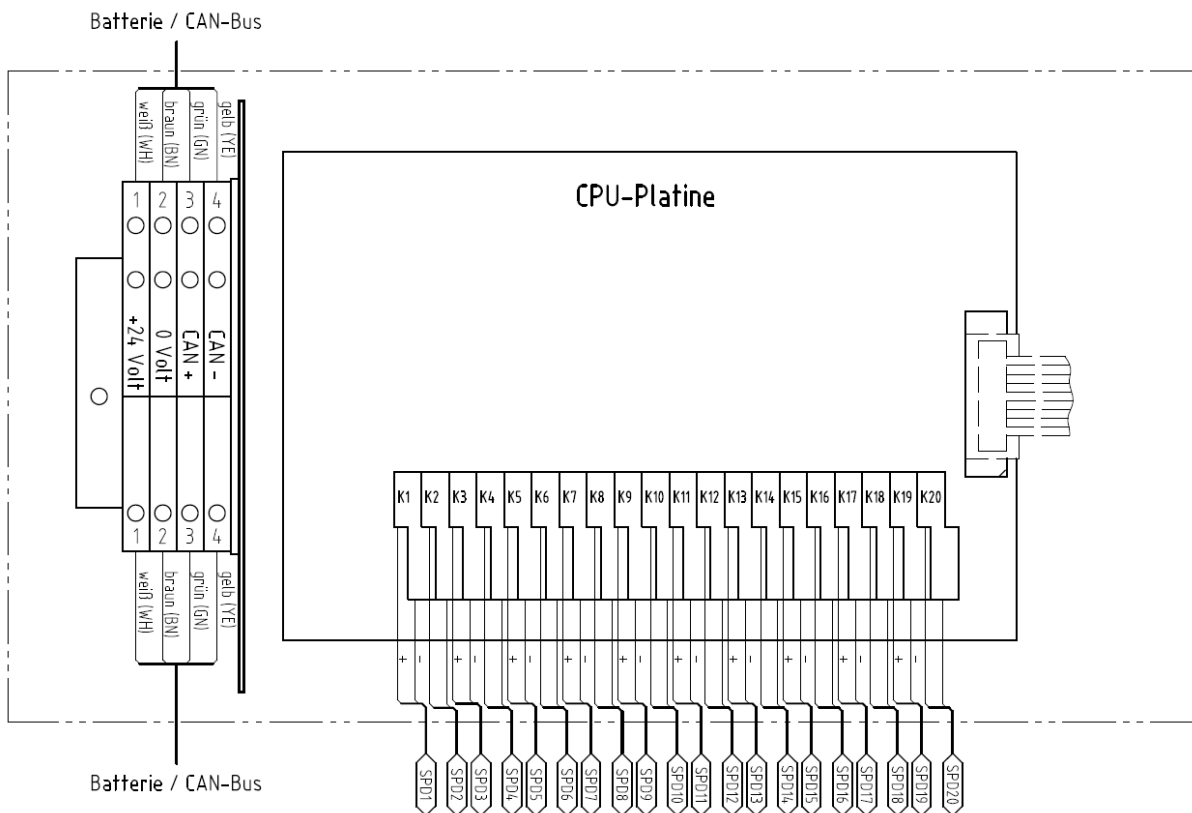 Batterie / CAN-Bus
weiß (WH)
braun (BN)
grün (GN)
gelb (YE)
1 2 3 4
+24 Volt
0 Volt
CAN +
CAN -
1 2 3 4
weiß (WH)
braun (BN)
grün (GN)
gelb (YE)
Batterie / CAN-Bus
CPU-Platine
K1 K2 K3 K4 K5 K6 K7 K8 K9 K10 K11 K12 K13 K14 K15 K16 K17 K18 K19 K20
+ - + - + - + - + - + - + - + - + - + -
SPD1 SPD2 SPD3 SPD4 SPD5 SPD6 SPD7 SPD8 SPD9 SPD10 SPD11 SPD12 SPD13 SPD14 SPD15 SPD16 SPD17 SPD18 SPD19 SPD20